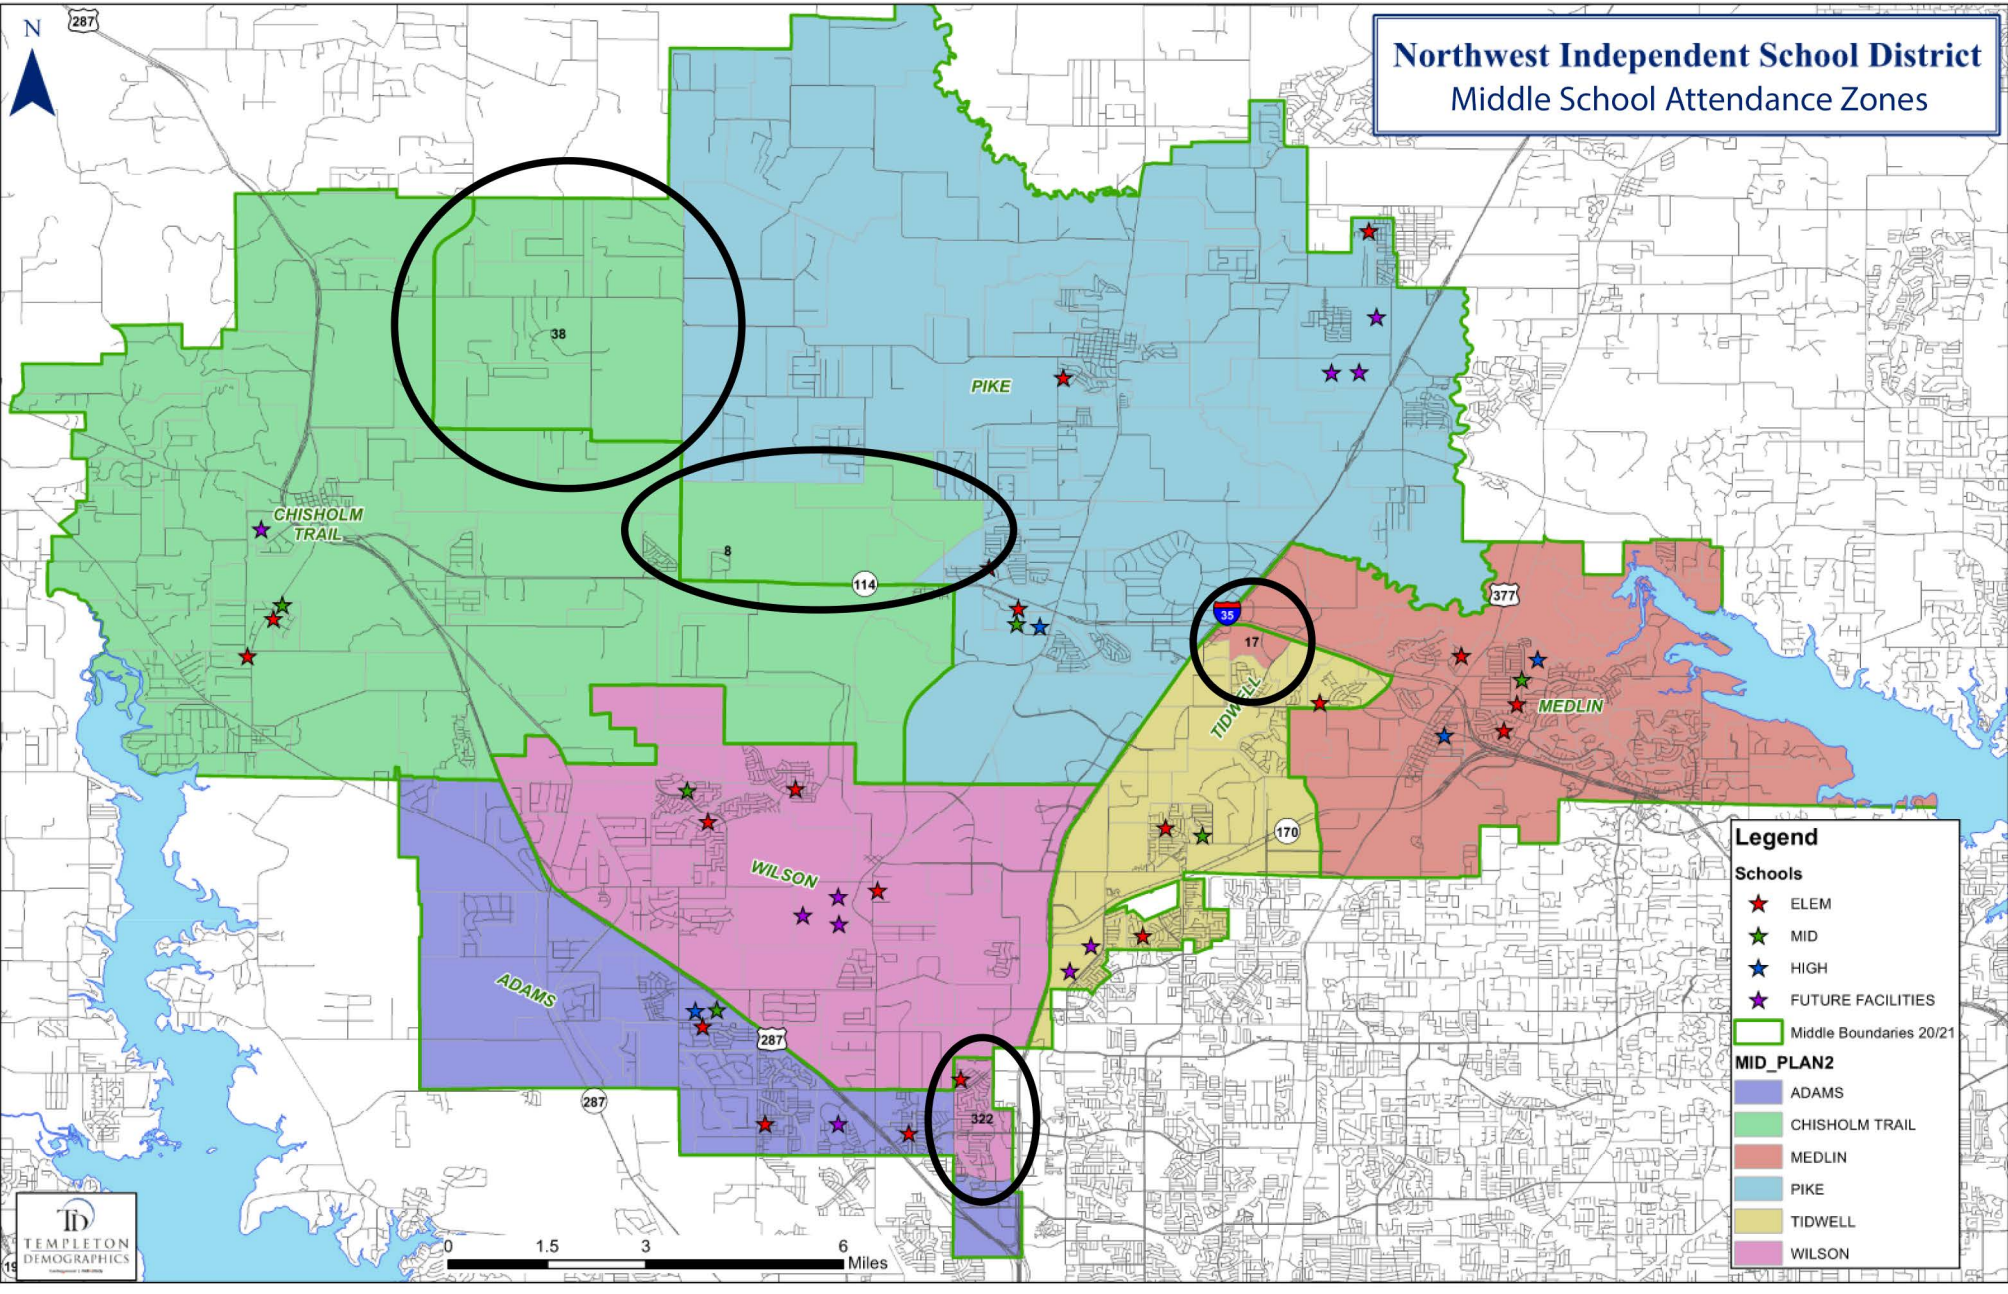 287
N
Northwest Independent School District
Middle School Attendance Zones
38
PIKE
CHISHOLM
TRAIL
8
114
377
35
17
TIDWELL
MEDLIN
170
WILSON
ADAMS
287
287
322
Legend
Schools
ELEM
MID
HIGH
FUTURE FACILITIES
Middle Boundaries 20/21
MID_PLAN2
ADAMS
CHISHOLM TRAIL
MEDLIN
PIKE
TIDWELL
WILSON
TD
TEMPLETON
DEMOGRAPHICS
0 1.5 3 6
Miles
19